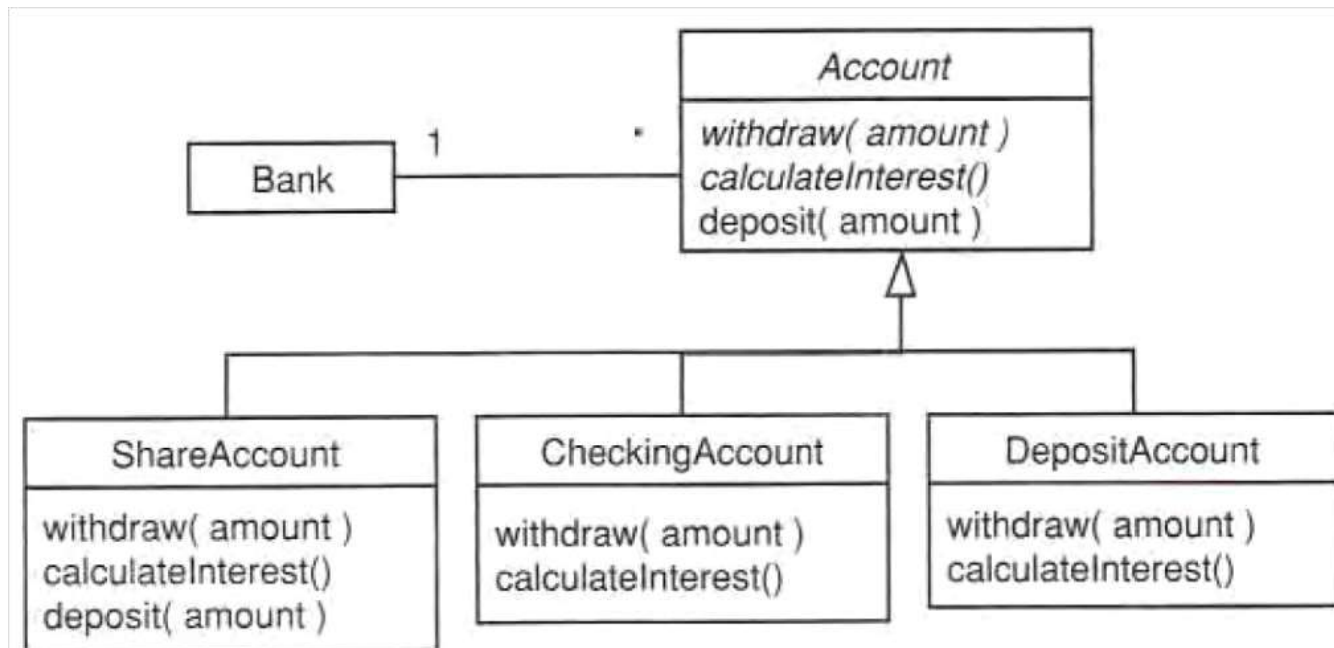 Account
withdraw( amount )
calculateInterest()
deposit( amount )
1
*
Bank
ShareAccount
withdraw( amount )
calculateInterest()
deposit( amount )
CheckingAccount
withdraw( amount )
calculateInterest()
DepositAccount
withdraw( amount )
calculateInterest()